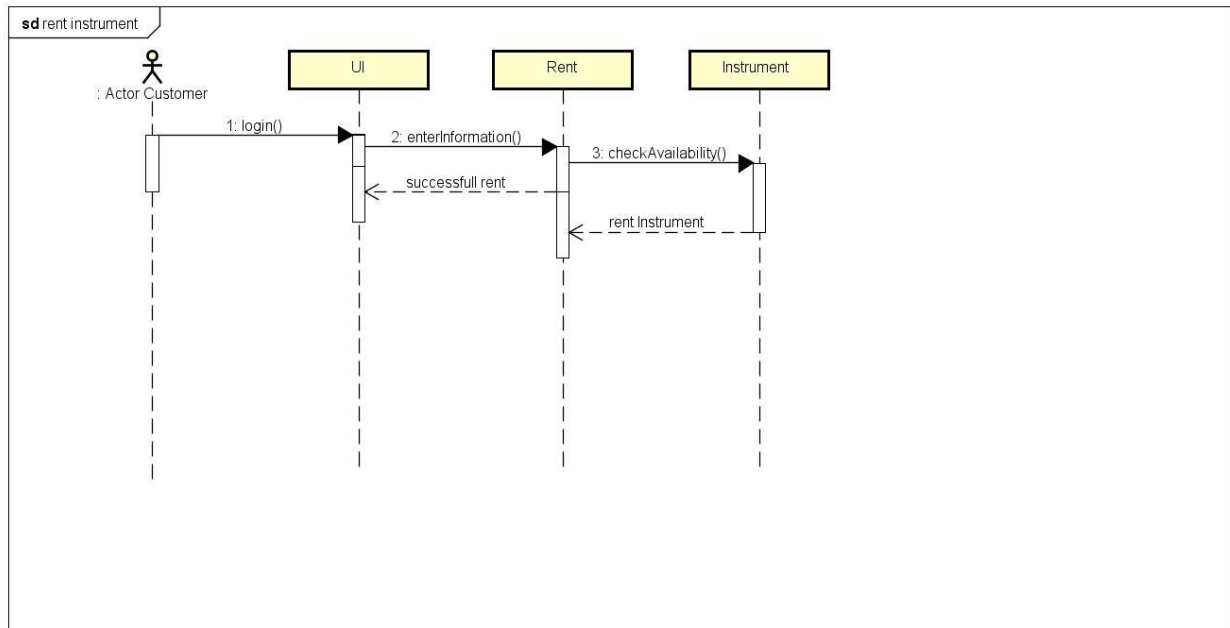 sd rent instrument
: Actor Customer
UI
Rent
Instrument
1: login()
2: enterInformation()
3: checkAvailability()
successfull rent
rent Instrument